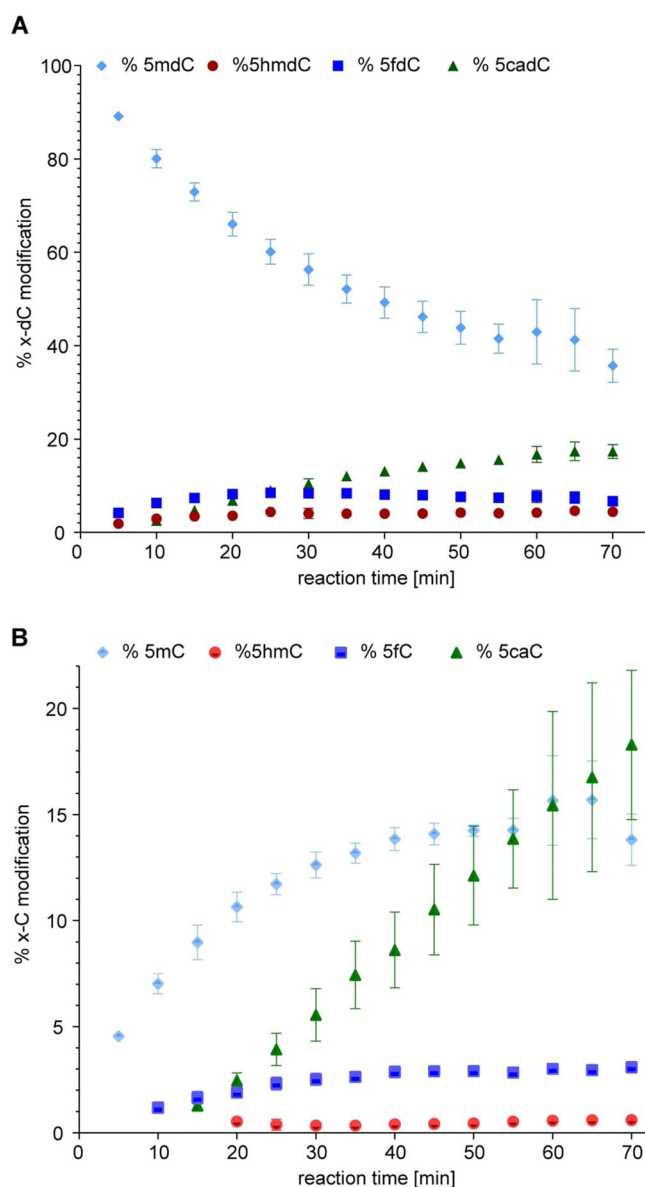 A
% 5mdC %5hmdC % 5fdC % 5cadC
100
80
60
40
20
0
% x-dC modification
0 10 20 30 40 50 60 70
reaction time [min]
B
% 5mC %5hmC % 5fC % 5caC
20
15
10
5
0
% x-C modification
0 10 20 30 40 50 60 70
reaction time [min]